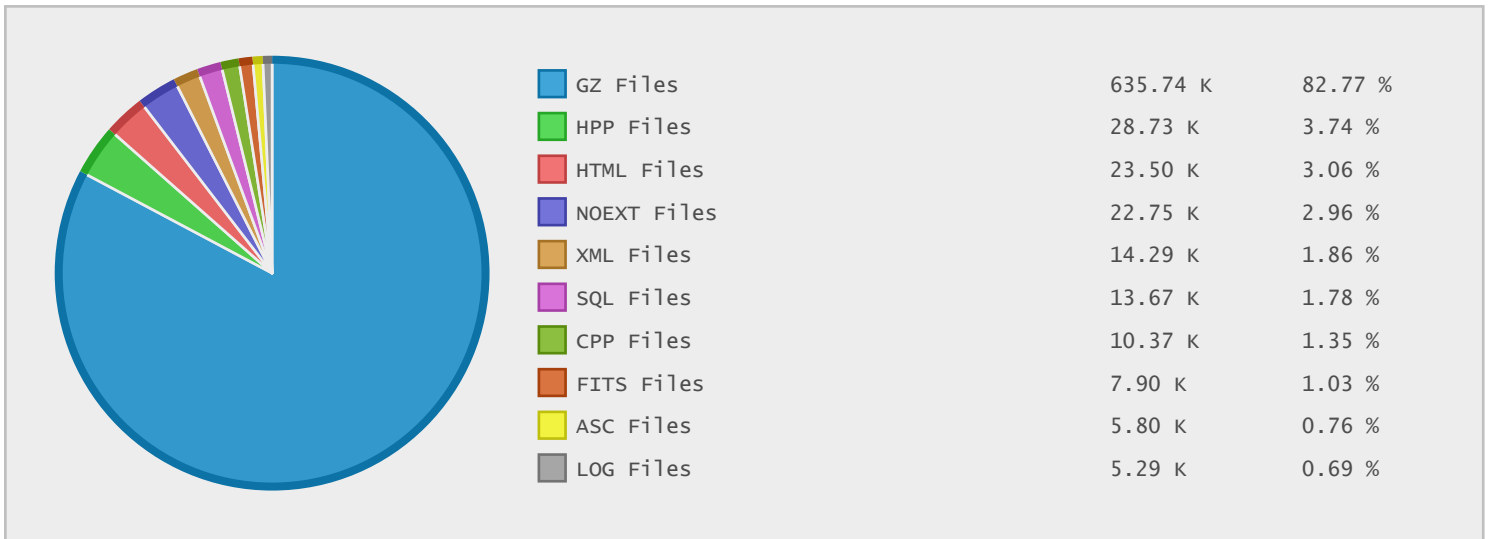 GZ Files 635.74 K 82.77 %
HPP Files 28.73 K 3.74 %
HTML Files 23.50 K 3.06 %
NOEXT Files 22.75 K 2.96 %
XML Files 14.29 K 1.86 %
SQL Files 13.67 K 1.78 %
CPP Files 10.37 K 1.35 %
FITS Files 7.90 K 1.03 %
ASC Files 5.80 K 0.76 %
LOG Files 5.29 K 0.69 %